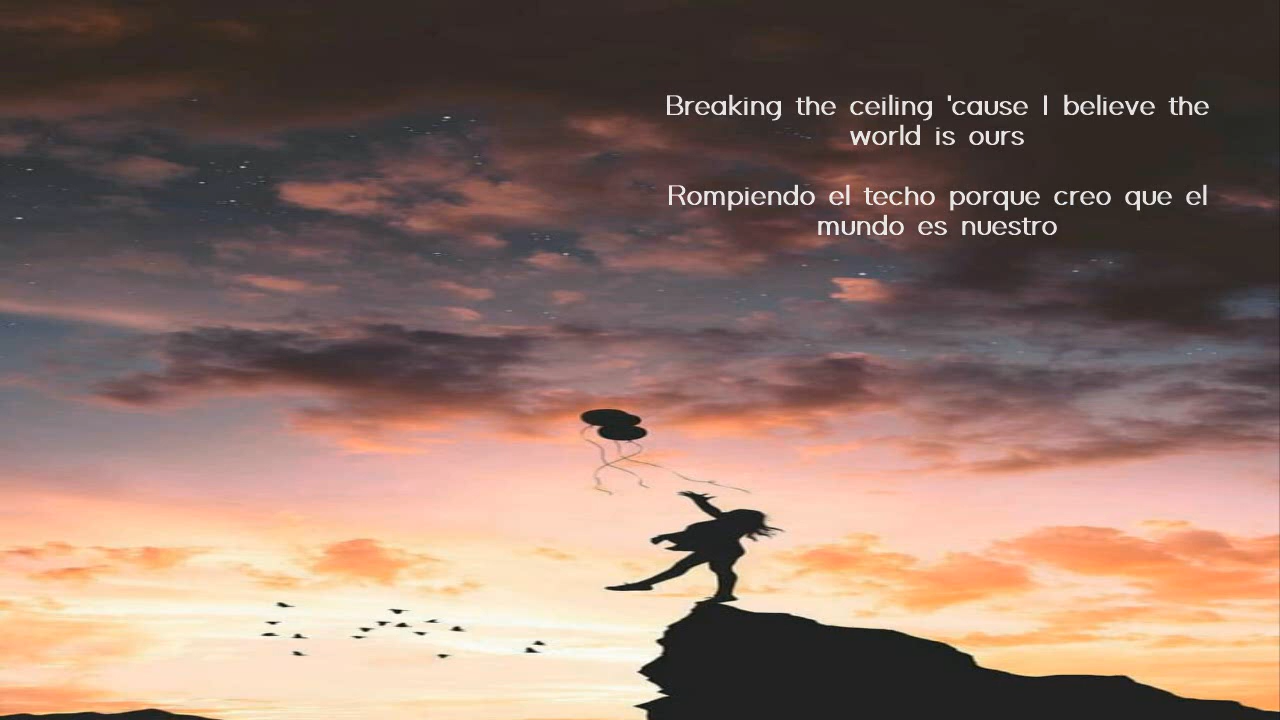 Breaking the ceiling 'cause I believe the
world is ours
Rompiendo el techo porque creo que el
mundo es nuestro